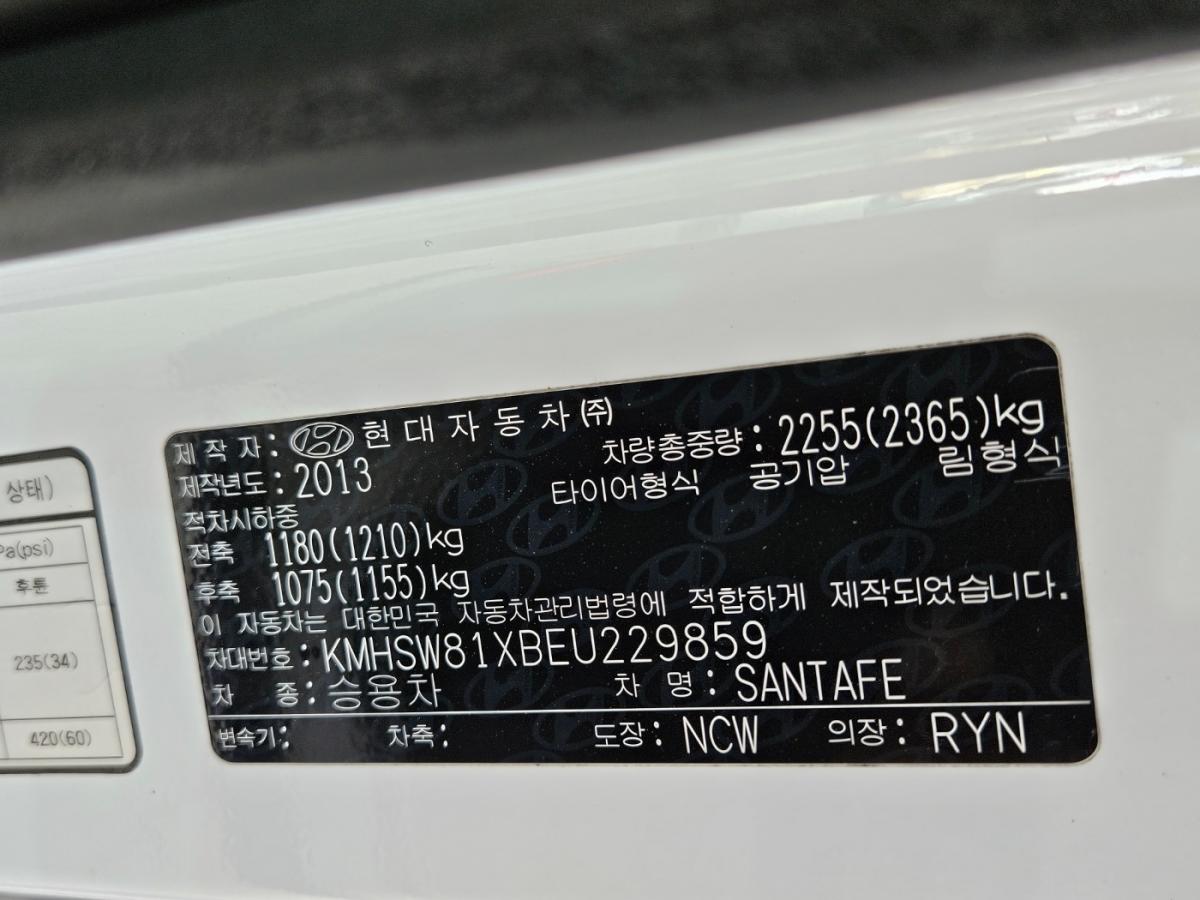 상태)
Pa(psi)
후륜
235(34)
420(60)
제 작 자 : 현 대 자 동 차 ㈜
차량총중량 : 2255(2365)kg
제작년도 : 2013
타이어형식 공기압 림형식
적차시하중
전축 1180(1210)kg
후축 1075(1155)kg
이 자동차는 대한민국 자동차관리법령에 적합하게 제작되었습니다.
차대번호 : KMHSW81XBEU229859
차 종 : 승용차 차 명 : SANTAFE
변속기: 차축: 도장: NCW 의장: RYN